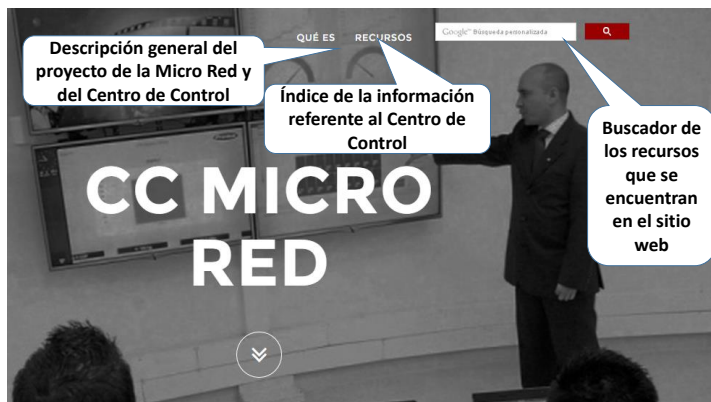 QUÉ ES
RECURSOS
Google™ Búsqueda personalizada
Descripción general del
proyecto de la Micro Red y
del Centro de Control
Índice de la información
referente al Centro de
Control
Buscador de
los recursos
que se
encuentran
en el sitio
web
CC MICRO
RED